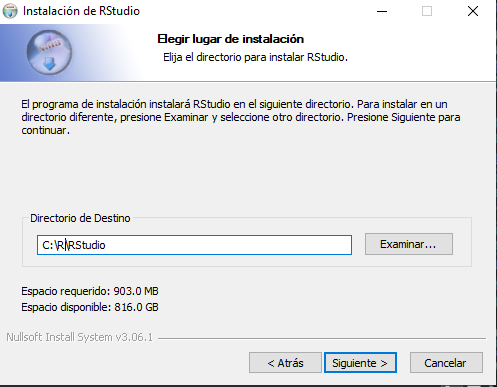 Instalación de RStudio
Elegir lugar de instalación
Elija el directorio para instalar RStudio.
El programa de instalación instalará RStudio en el siguiente directorio. Para instalar en un
directorio diferente, presione Examinar y seleccione otro directorio. Presione Siguiente para
continuar.
Directorio de Destino
C:\R\RStudio
Examinar...
Espacio requerido: 903.0 MB
Espacio disponible: 816.0 GB
Nullsoft Install System v3.06.1
< Atrás
Siguiente >
Cancelar